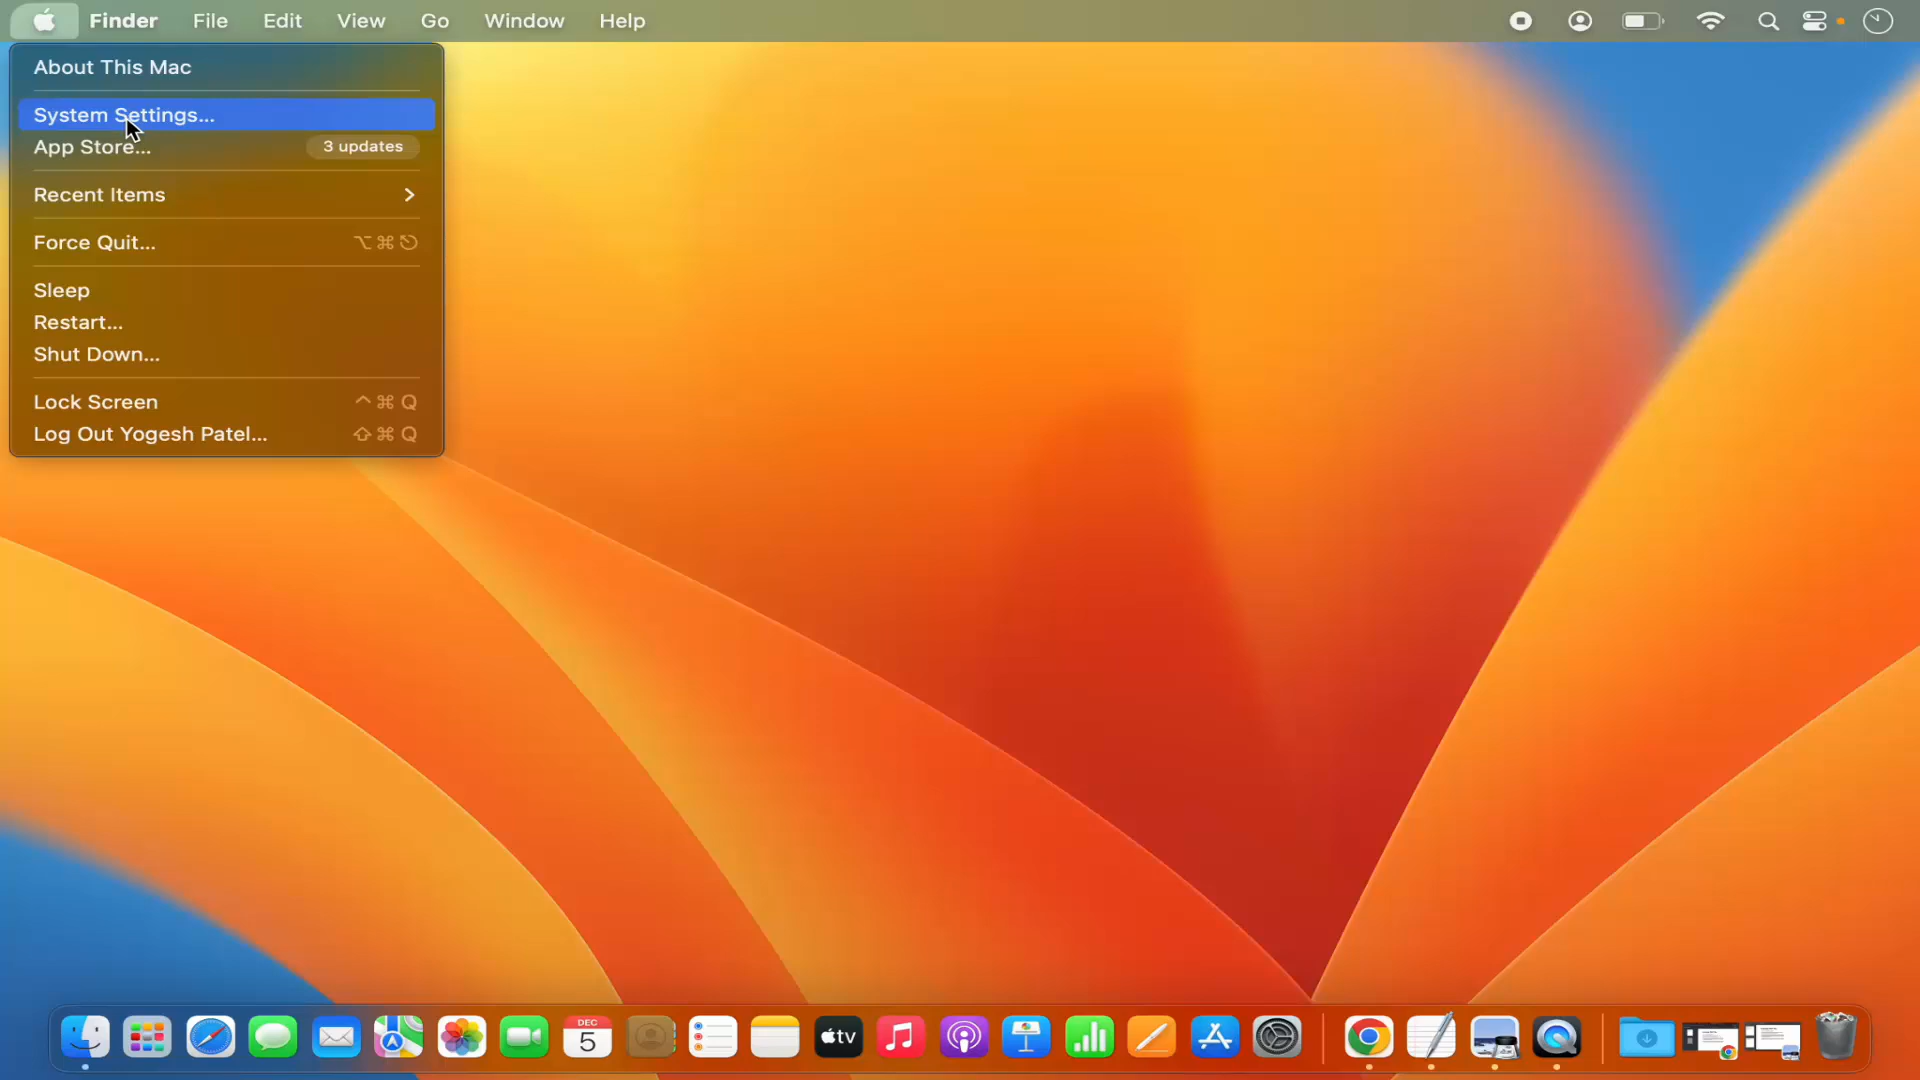 Finder File Edit View Go Window Help
About This Mac
System Settings...
App Store... 3 updates
Recent Items
Force Quit... ⌥⌘⎋
Sleep
Restart...
Shut Down...
Lock Screen ^⌘Q
Log Out Yogesh Patel... ⇧⌘Q
DEC
5
tv